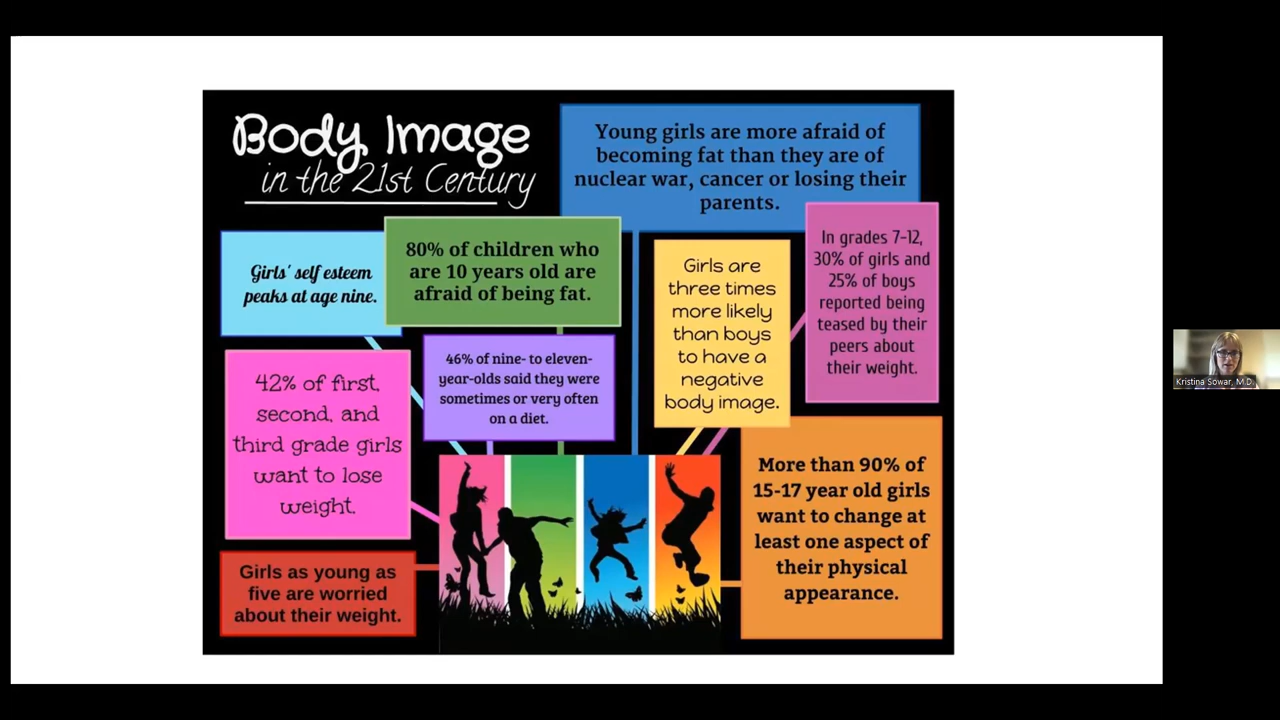 Body Image
in the 21st Century
Young girls are more afraid of
becoming fat than they are of
nuclear war, cancer or losing their
parents.
Girls' self esteem
peaks at age nine.
80% of children who
are 10 years old are
afraid of being fat.
Girls are
three times
more likely
than boys
to have a
negative
body image.
In grades 7-12,
30% of girls and
25% of boys
reported being
teased by their
peers about
their weight.
42% of first,
second, and
third grade girls
want to lose
weight.
46% of nine- to eleven-
year-olds said they were
sometimes or very often
on a diet.
More than 90% of
15-17 year old girls
want to change at
least one aspect of
their physical
appearance.
Girls as young as
five are worried
about their weight.
Kristina Sowar, M.D.